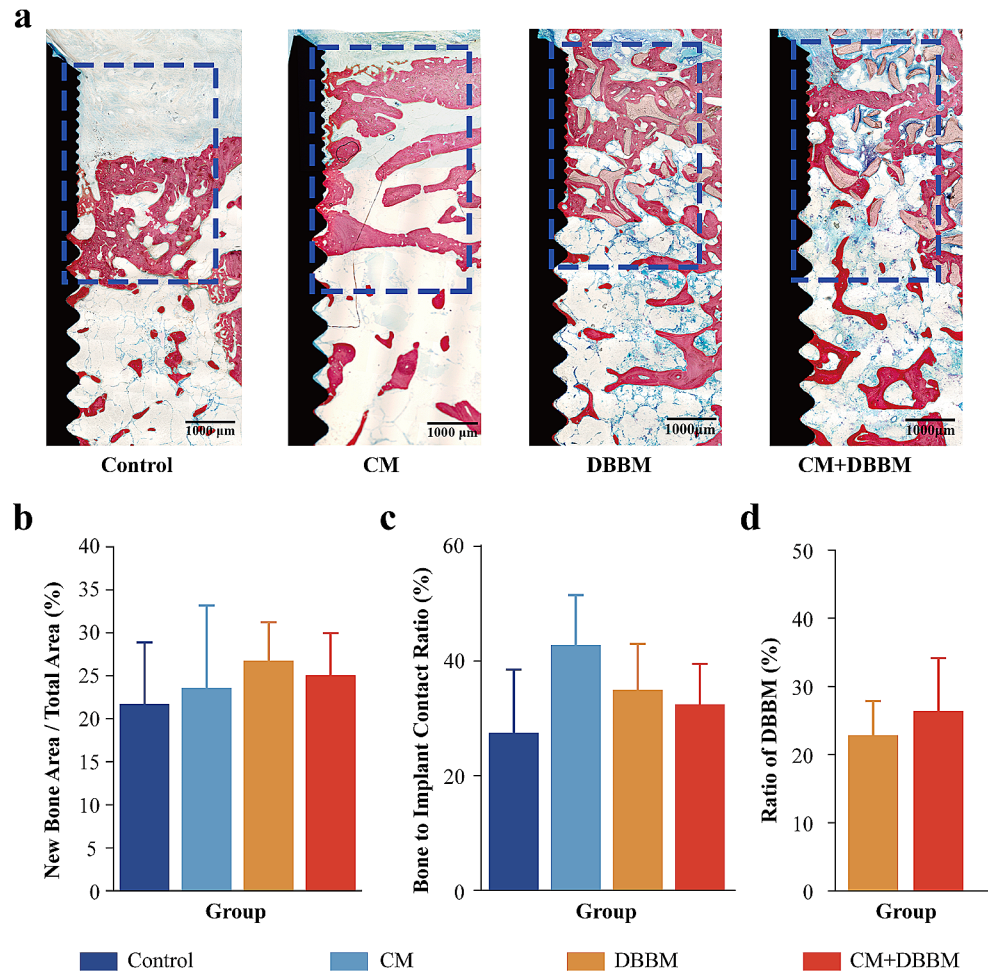 a
1000 μm
1000 μm
1000 μm
1000μm
Control
CM
DBBM
CM+DBBM
b
New Bone Area / Total Area (%)
40
35
30
25
20
15
10
5
0
Group
c
Bone to Implant Contact Ratio (%)
60
40
20
0
Group
d
Ratio of DBBM (%)
50
40
30
20
10
0
Group
Control
CM
DBBM
CM+DBBM